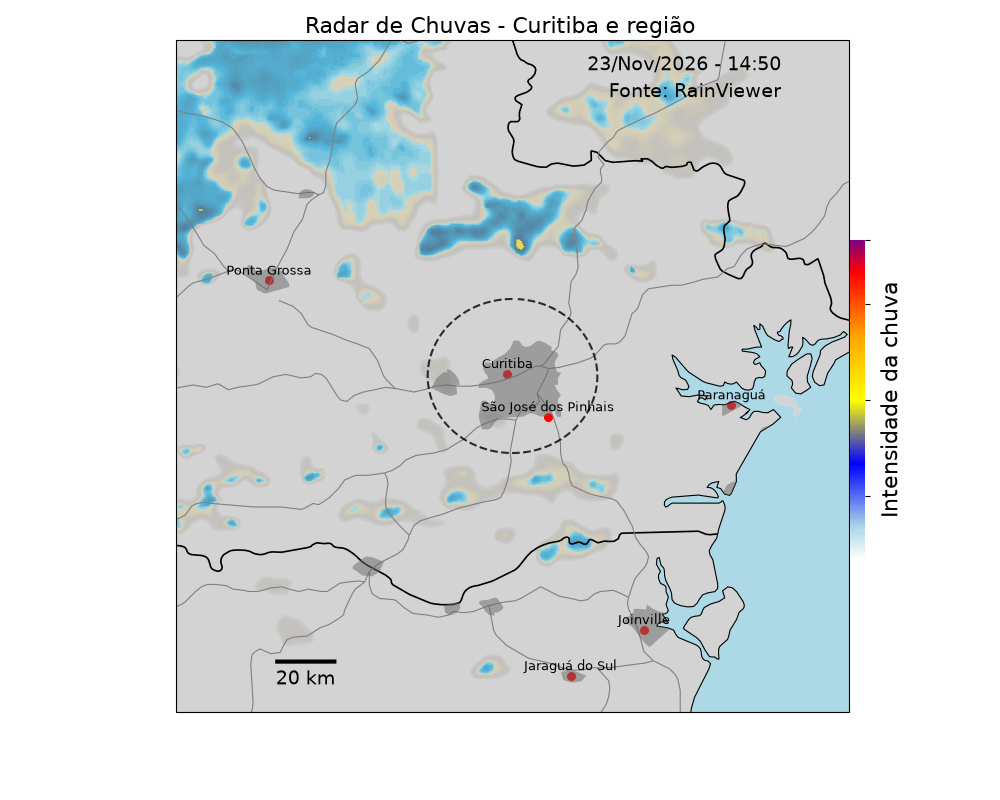 Radar de Chuvas - Curitiba e região
23/Nov/2026 - 14:50
Fonte: RainViewer
Ponta Grossa
Curitiba
São José dos Pinhais
Paranaguá
Intensidade da chuva
Joinville
Jaraguá do Sul
20 km